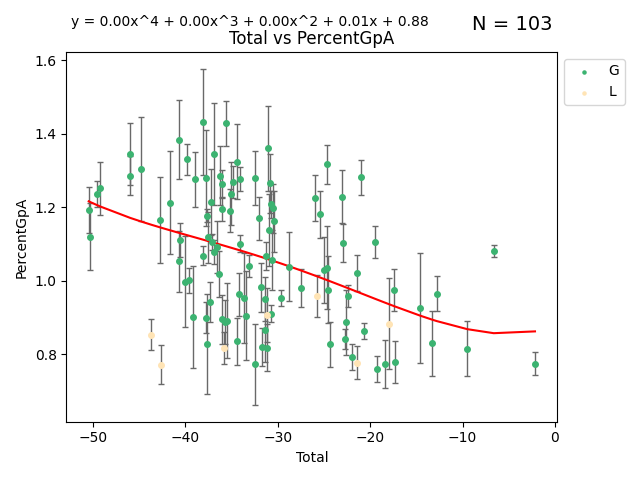 y = 0.00x^4 + 0.00x^3 + 0.00x^2 + 0.01x + 0.88
N = 103
Total vs PercentGpA
G
L
PercentGpA
1.6
1.4
1.2
1.0
0.8
−50
−40
−30
−20
−10
0
Total